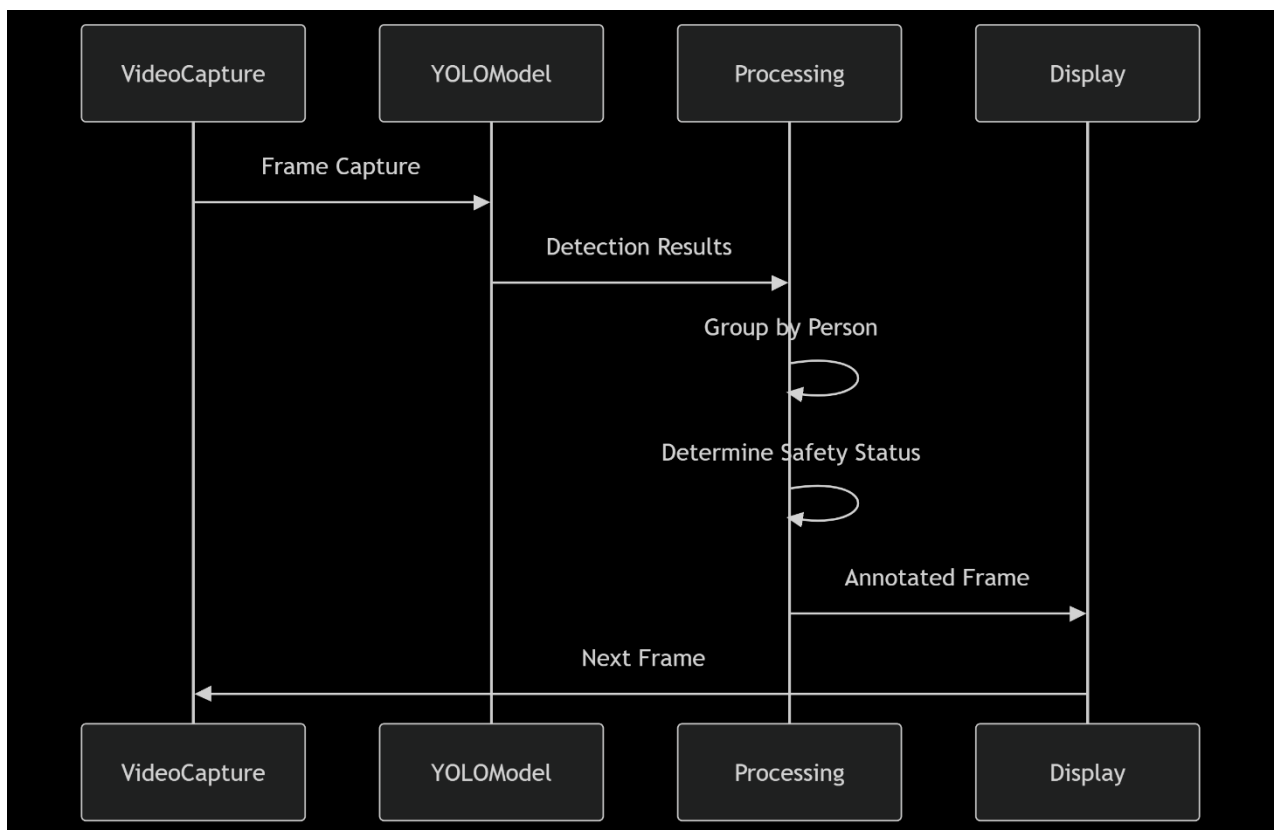 VideoCapture
YOLOModel
Processing
Display
Frame Capture
Detection Results
Group by Person
Determine Safety Status
Annotated Frame
Next Frame
VideoCapture
YOLOModel
Processing
Display